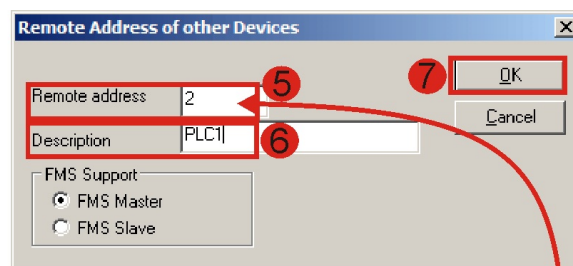 Remote Address of other Devices
Remote address 2 5
7 OK
Description PLC1 6
Cancel
FMS Support
FMS Master
FMS Slave